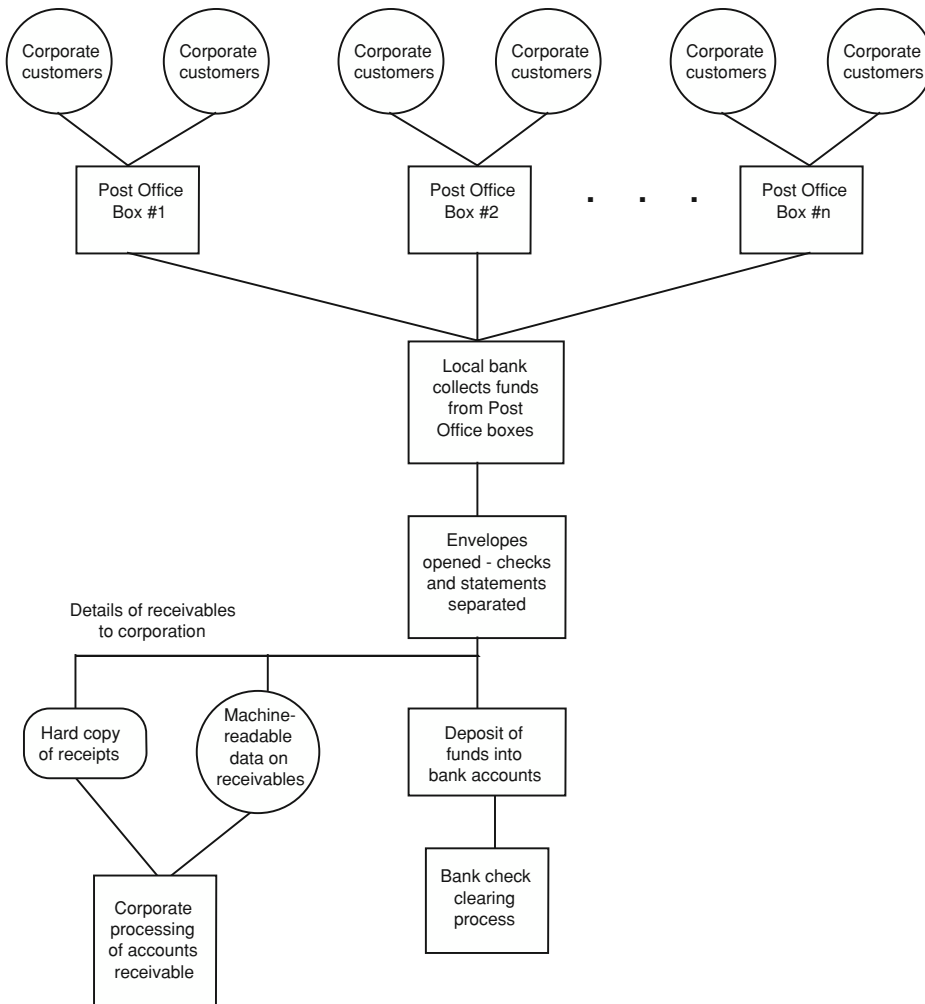 Corporate
customers
Corporate
customers
Corporate
customers
Corporate
customers
Corporate
customers
Corporate
customers
Post Office
Box #1
Post Office
Box #2
. . .
Post Office
Box #n
Local bank
collects funds
from Post
Office boxes
Envelopes
opened - checks
and statements
separated
Details of receivables
to corporation
Hard copy
of receipts
Machine-
readable
data on
receivables
Deposit of
funds into
bank accounts
Corporate
processing
of accounts
receivable
Bank check
clearing
process